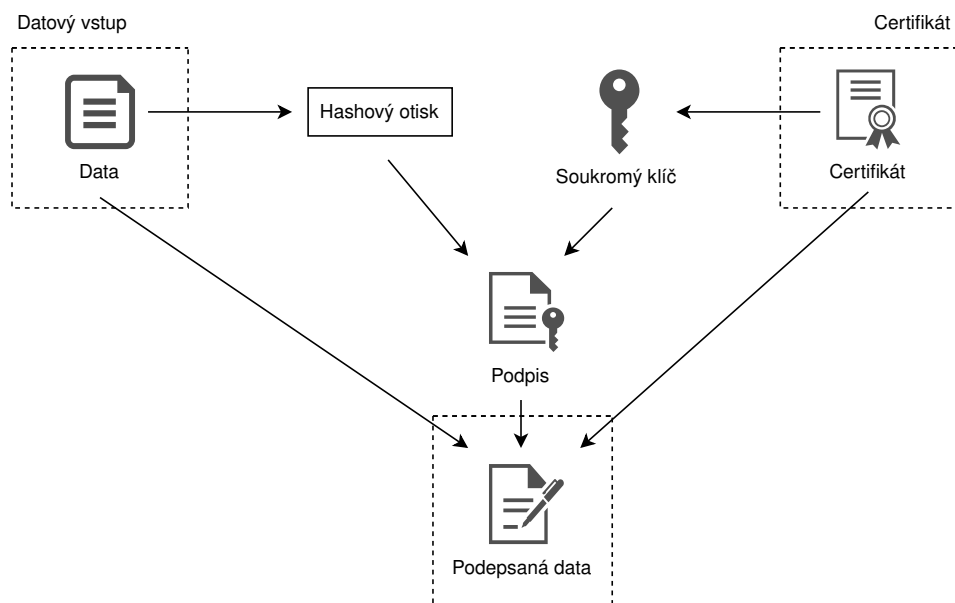 Datový vstup
Certifikát
Hashový otisk
Data
Soukromý klíč
Certifikát
Podpis
Podepsaná data